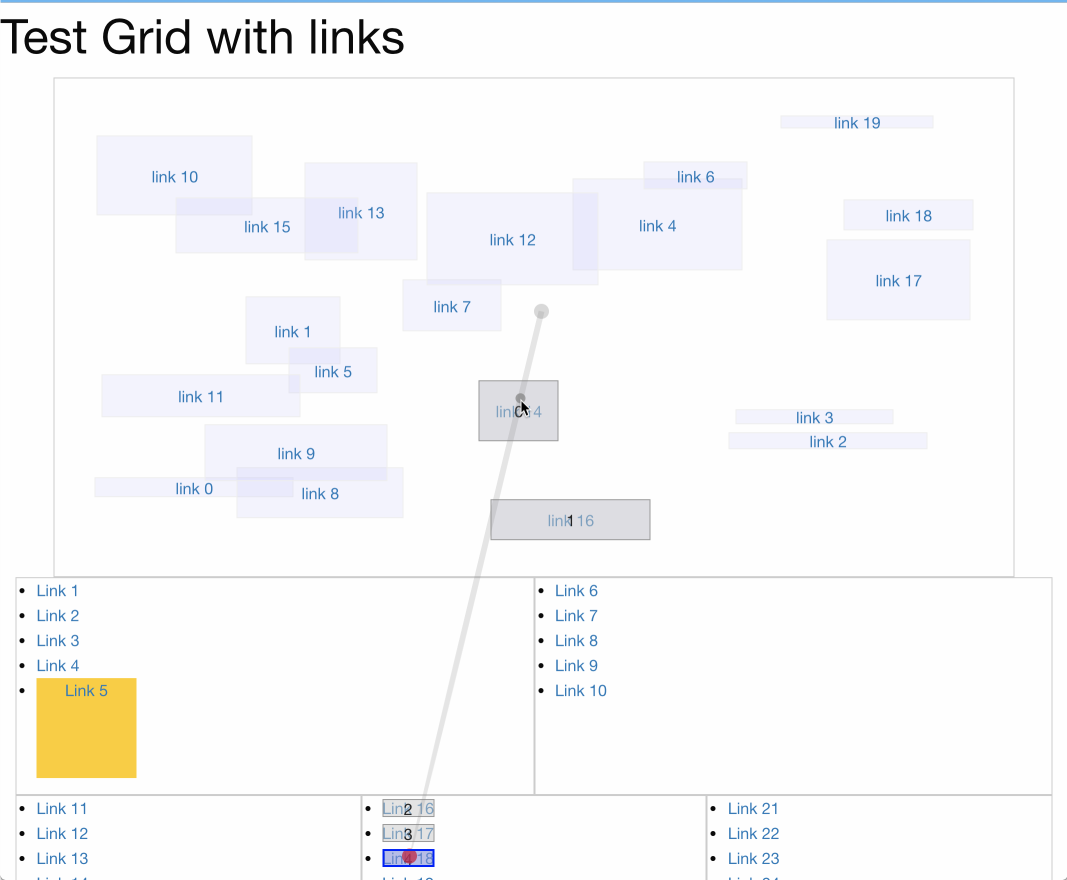 Test Grid with links
link 19
link 10
link 6
link 13
link 18
link 15
link 4
link 12
link 17
link 7
link 1
link 5
link 11
0
link 3
link 2
link 9
link 0
link 8
link 16
1
Link 1
Link 2
Link 3
Link 4
Link 5
Link 6
Link 7
Link 8
Link 9
Link 10
Link 11
Link 12
Link 13
Link 16
2
Link 17
3
Link 18
Link 21
Link 22
Link 23